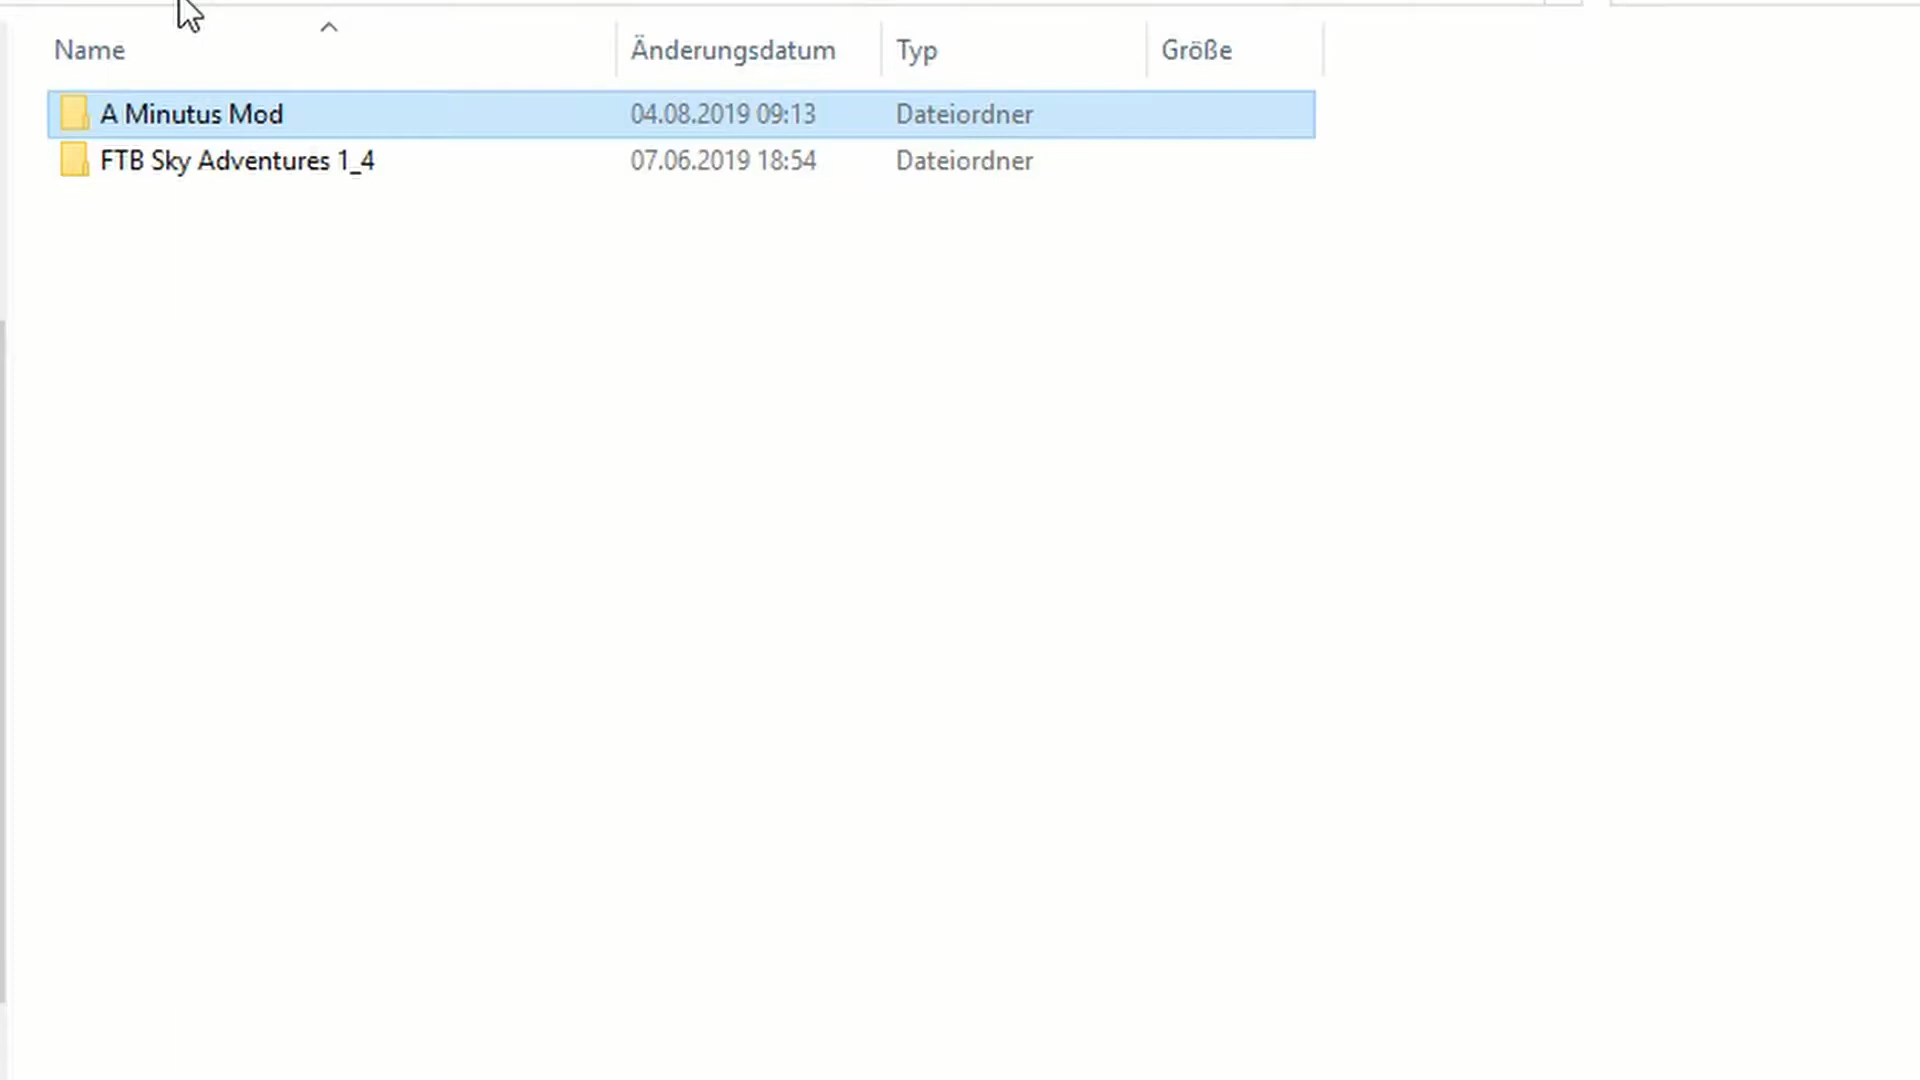 Name Änderungsdatum Typ Größe
A Minutus Mod 04.08.2019 09:13 Dateiordner
FTB Sky Adventures 1_4 07.06.2019 18:54 Dateiordner